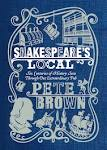 SHAKESPEARE'S
LOCAL
Six Centuries of History Seen
Through One Extraordinary Pub
PETE
BROWN